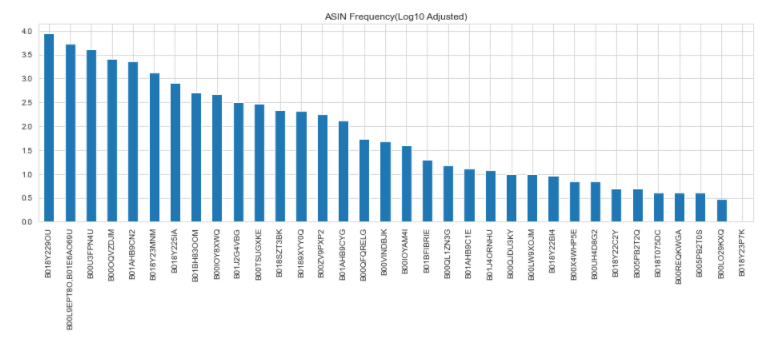 ASIN Frequency(Log10 Adjusted)
4.0
3.5
3.0
2.5
2.0
1.5
1.0
0.5
0.0
B018Y229OU
B00L9EPT8O,B01E6AO69U
B00U3FPN4U
B00OQVZDJM
B01AHB9CN2
B018Y23MNM
B018Y225IA
B01BH83OOM
B00IOY8XWQ
B01J2G4VBG
B00TSUGXKE
B018SZT3BK
B0189XYY0Q
B00ZV9PXP2
B01AHB9CYG
B00QFQRELG
B00VINDBJK
B00IOYAM4I
B01BFIBRIE
B00QL1ZN3G
B01AHB9C1E
B01J4ORNHU
B00QJDU3KY
B00LW9XOJM
B018Y22BI4
B00X4WHP5E
B00UH4D8G2
B018Y22C2Y
B005PB2T2Q
B018T075DC
B00REQKWGA
B005PB2T0S
B00LO29KXQ
B018Y23P7K